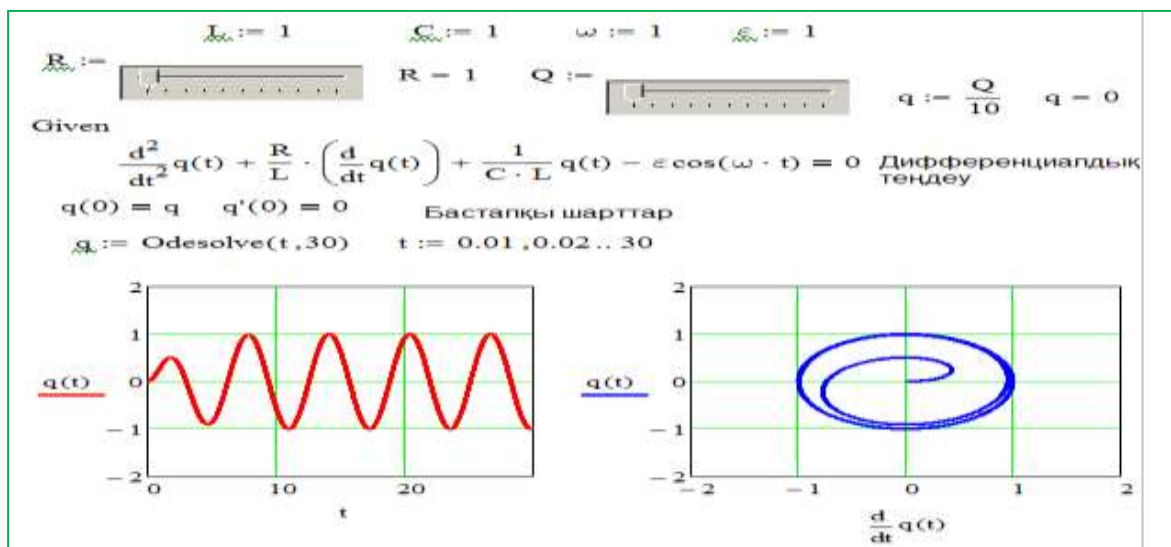 L := 1 C := 1 ω := 1 ε := 1
R := R = 1 Q := q := Q/10 q = 0
Given
d²/dt² q(t) + R/L · (d/dt q(t)) + 1/(C · L) q(t) − ε cos(ω · t) = 0 Дифференциалдық
теңдеу
q(0) = q q'(0) = 0 Бастапқы шарттар
q := Odesolve(t,30) t := 0.01,0.02.. 30
2
1
q(t) 0
−1
−2
0 10 20
t
2
1
q(t) 0
−1
−2
−2 −1 0 1 2
d/dt q(t)